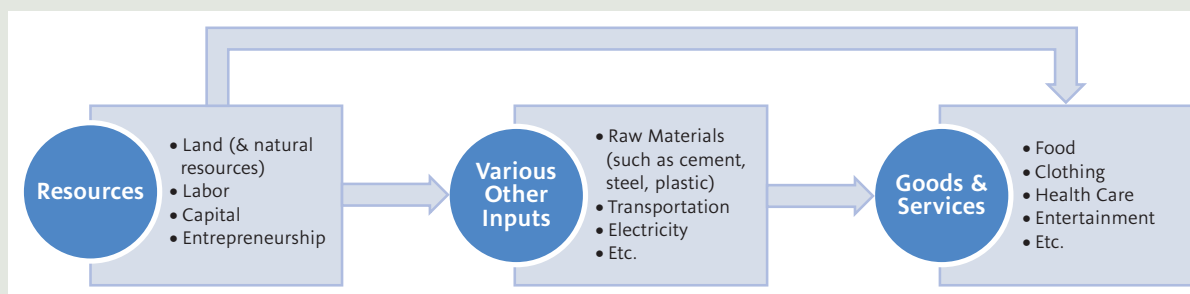 Resources
• Land (& natural
resources)
• Labor
• Capital
• Entrepreneurship
Various
Other
Inputs
• Raw Materials
(such as cement,
steel, plastic)
• Transportation
• Electricity
• Etc.
Goods &
Services
• Food
• Clothing
• Health Care
• Entertainment
• Etc.